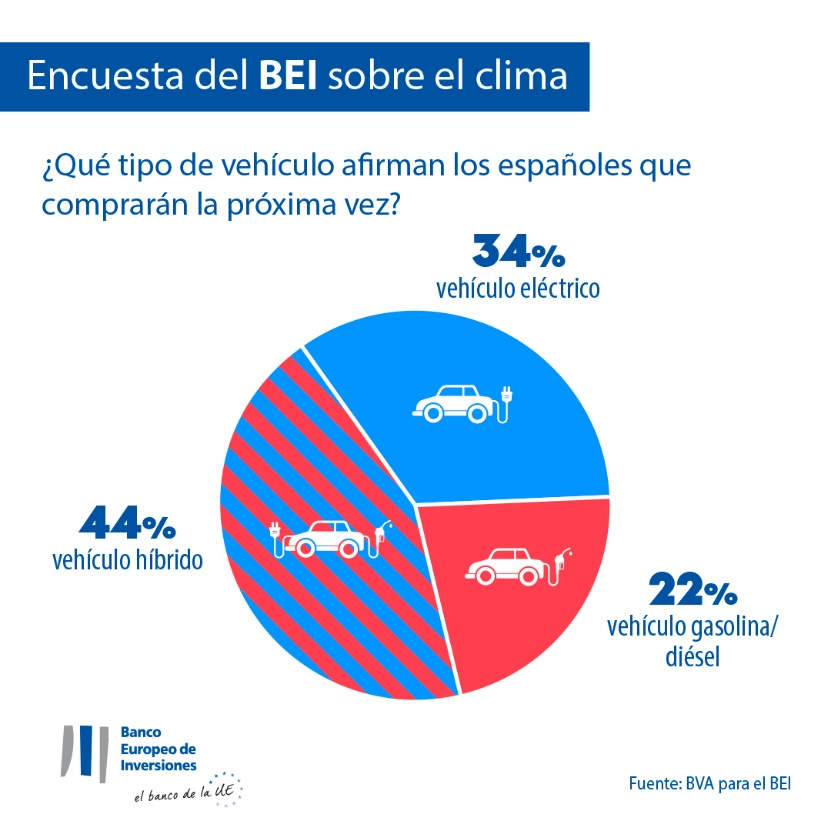 Encuesta del BEI sobre el clima
¿Qué tipo de vehículo afirman los españoles que
comprarán la próxima vez?
34%
vehículo eléctrico
44%
vehículo híbrido
22%
vehículo gasolina/
diésel
Banco
Europeo de
Inversiones
el banco de la UE
Fuente: BVA para el BEI